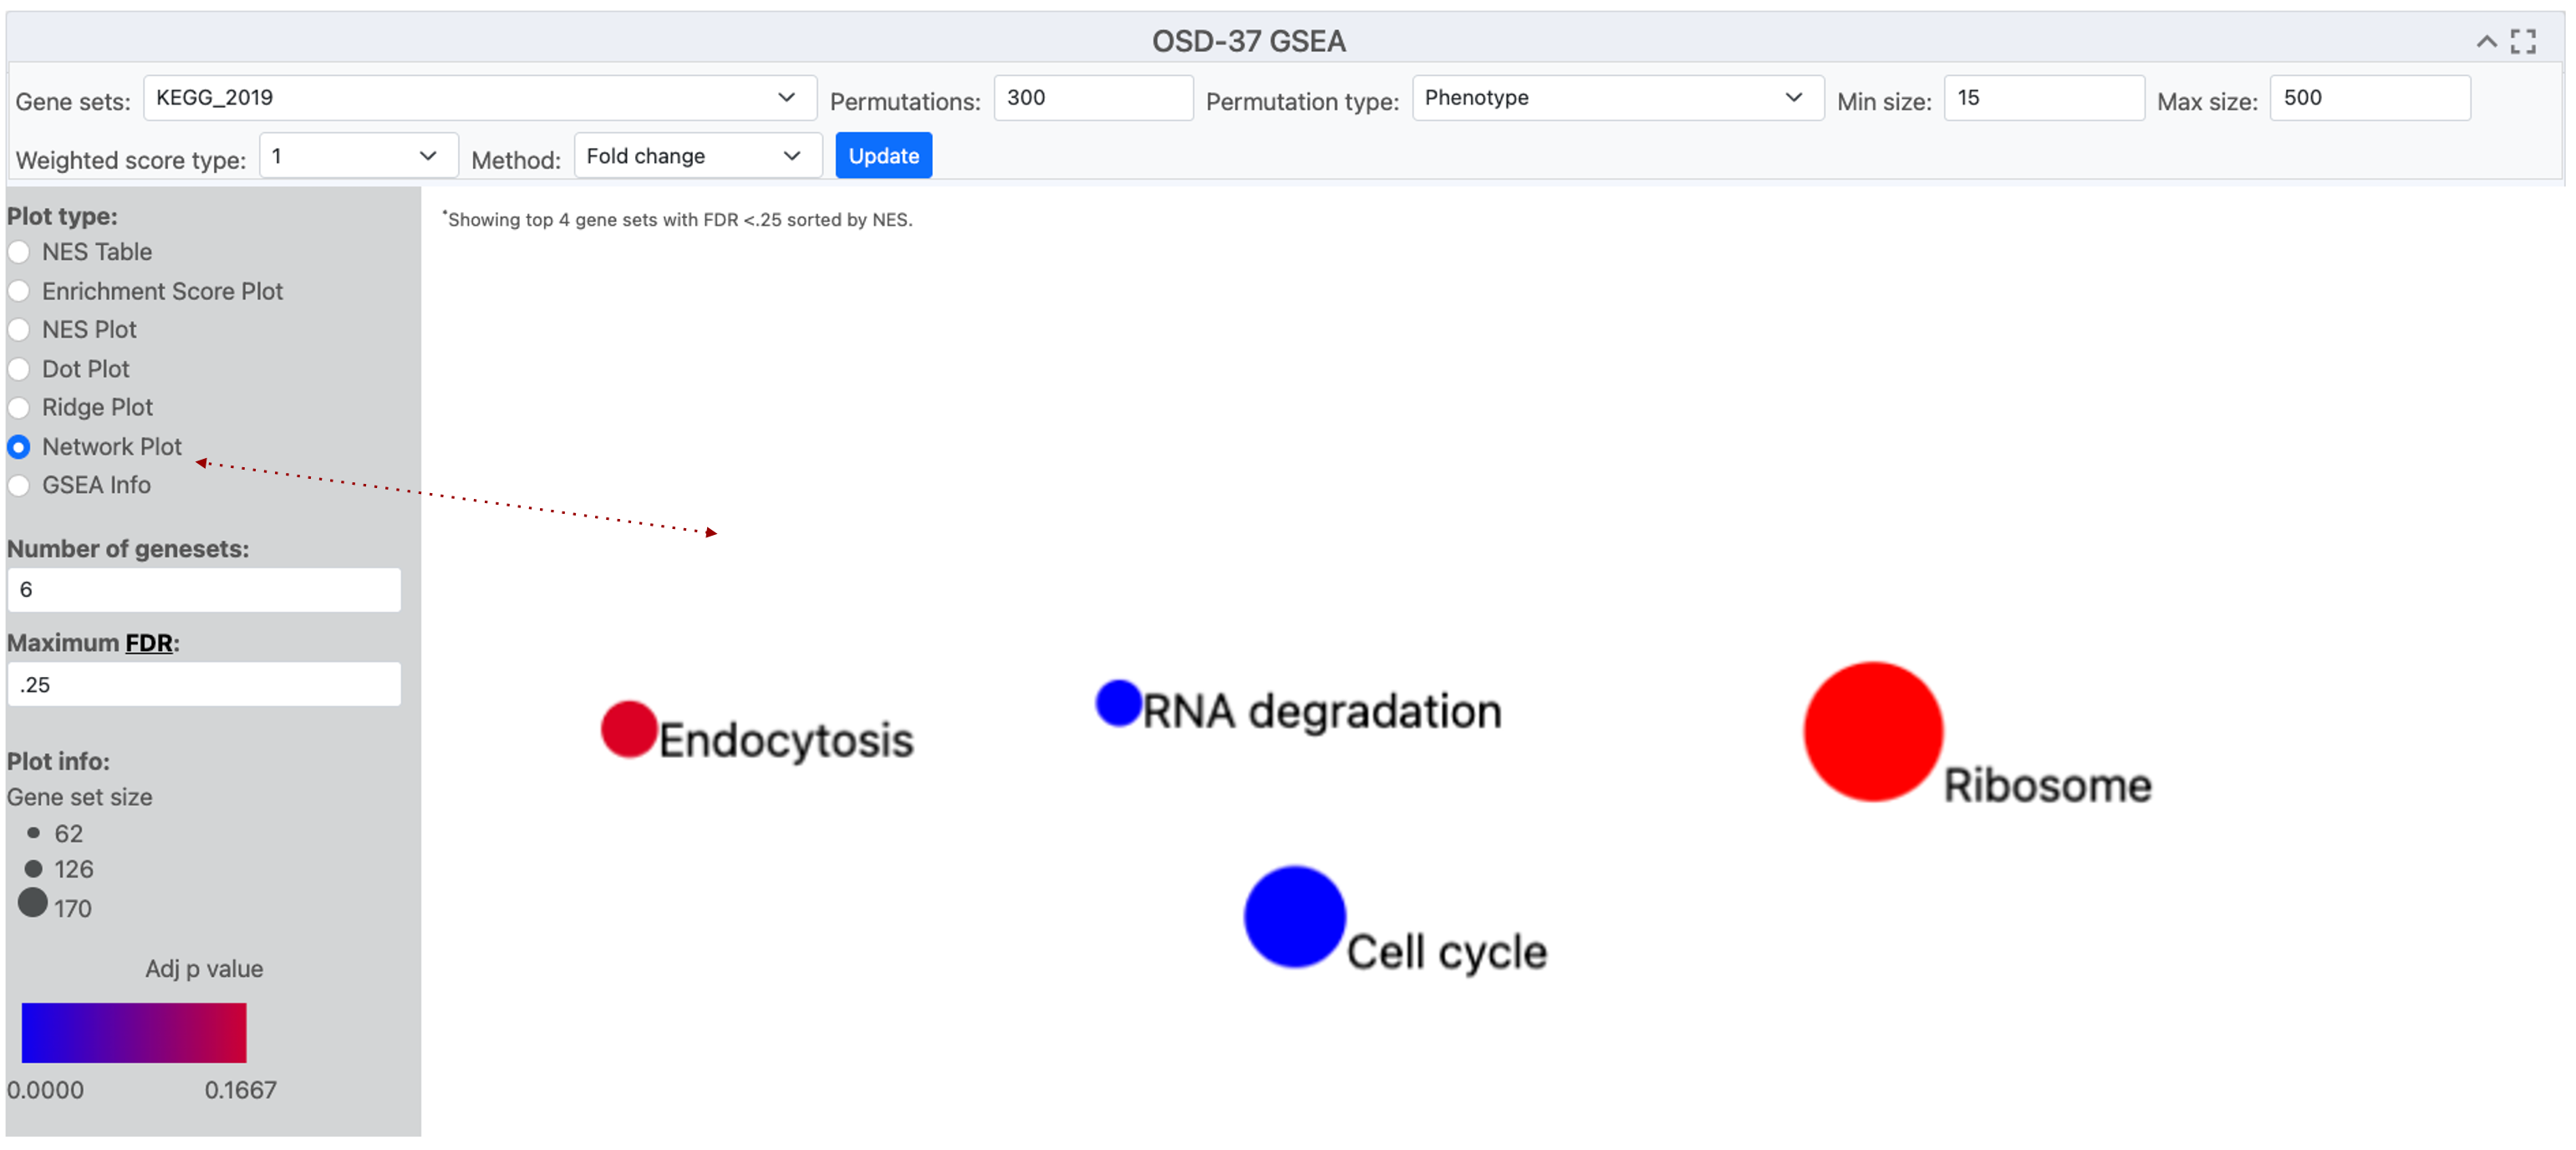 OSD-37 GSEA
Gene sets: KEGG_2019 Permutations: 300 Permutation type: Phenotype Min size: 15 Max size: 500
Weighted score type: 1 Method: Fold change Update
Plot type:
NES Table
Enrichment Score Plot
NES Plot
Dot Plot
Ridge Plot
Network Plot
GSEA Info
Number of genesets:
6
Maximum FDR:
.25
Plot info:
Gene set size
62
126
170
Adj p value
0.0000 0.1667
*Showing top 4 gene sets with FDR <.25 sorted by NES.
Endocytosis
RNA degradation
Ribosome
Cell cycle